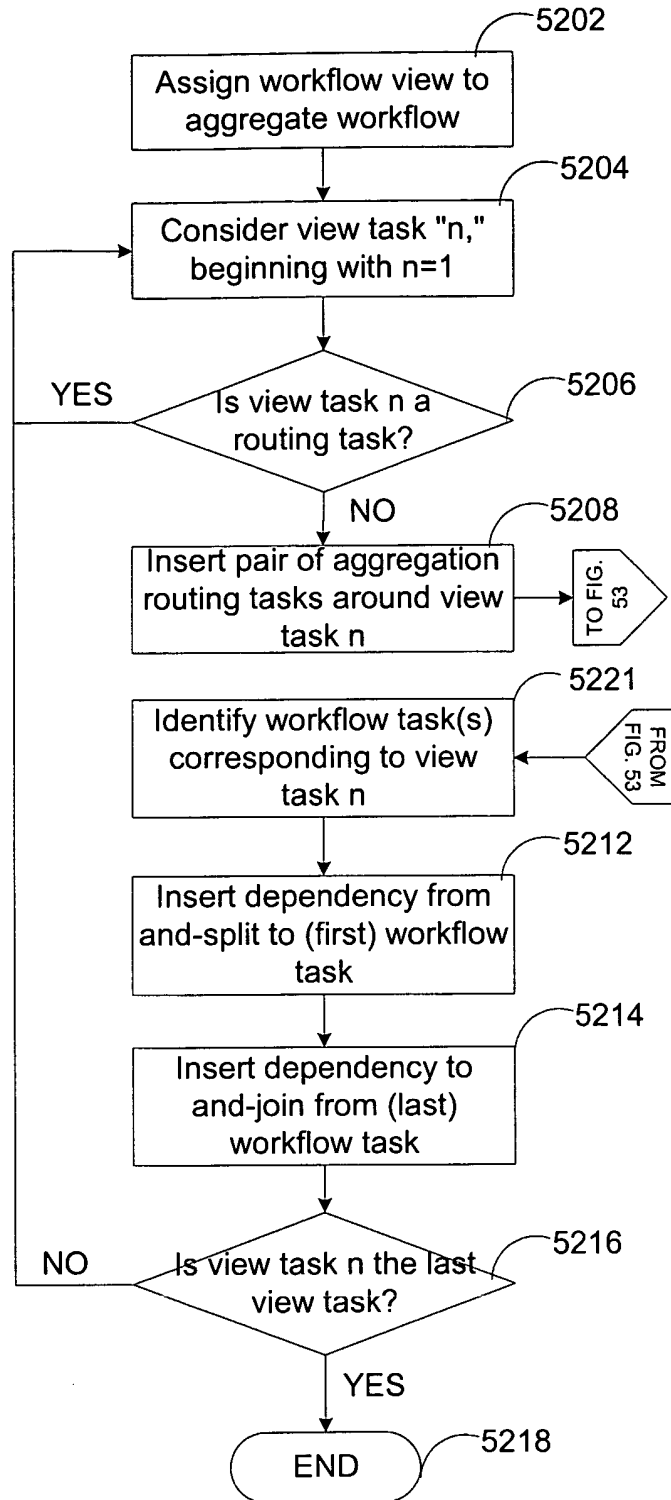 5202
Assign workflow view to
aggregate workflow
5204
Consider view task "n,"
beginning with n=1
YES
5206
Is view task n a
routing task?
NO
5208
Insert pair of aggregation
routing tasks around view
task n
TO FIG.
53
5221
Identify workflow task(s)
corresponding to view
task n
FROM
FIG. 53
5212
Insert dependency from
and-split to (first) workflow
task
5214
Insert dependency to
and-join from (last)
workflow task
NO
5216
Is view task n the last
view task?
YES
5218
END